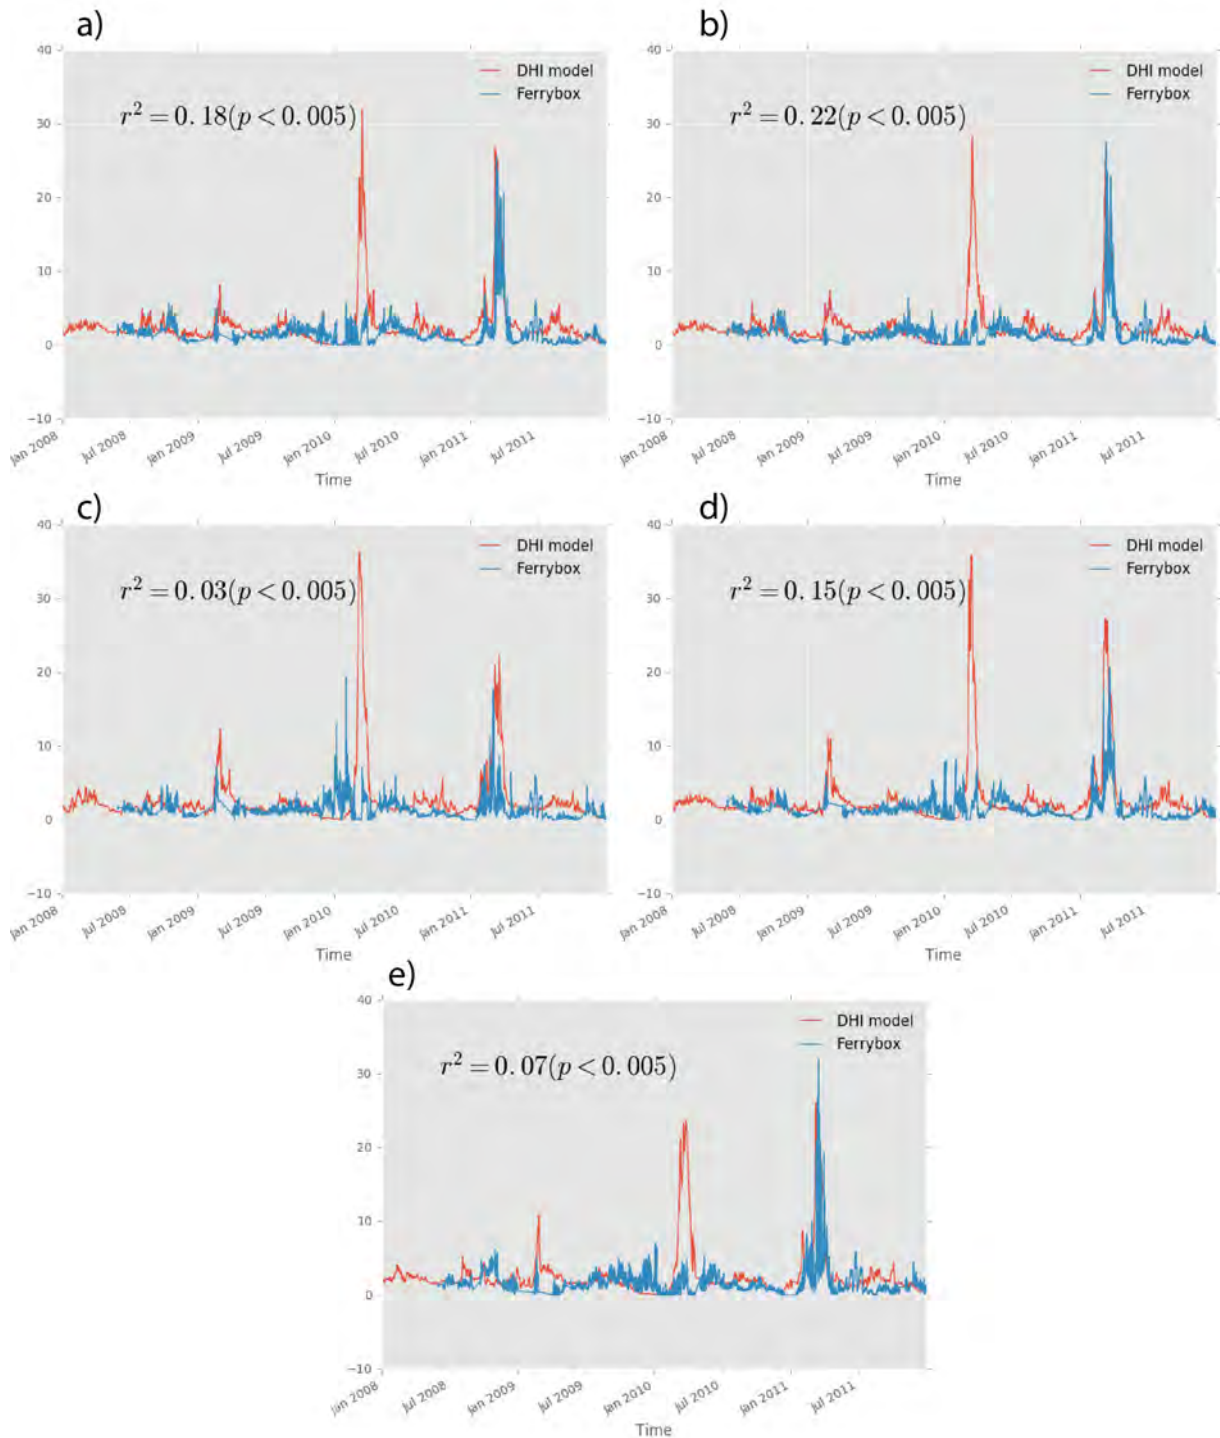 a)
40
30
20
10
0
−10
DHI model
Ferrybox
r² = 0.18(p < 0.005)
Jan 2008 Jul 2008 Jan 2009 Jul 2009 Jan 2010 Jul 2010 Jan 2011 Jul 2011
Time
b)
40
30
20
10
0
−10
DHI model
Ferrybox
r² = 0.22(p < 0.005)
Jan 2008 Jul 2008 Jan 2009 Jul 2009 Jan 2010 Jul 2010 Jan 2011 Jul 2011
Time
c)
40
30
20
10
0
−10
DHI model
Ferrybox
r² = 0.03(p < 0.005)
Jan 2008 Jul 2008 Jan 2009 Jul 2009 Jan 2010 Jul 2010 Jan 2011 Jul 2011
Time
d)
40
30
20
10
0
−10
DHI model
Ferrybox
r² = 0.15(p < 0.005)
Jan 2008 Jul 2008 Jan 2009 Jul 2009 Jan 2010 Jul 2010 Jan 2011 Jul 2011
Time
e)
40
30
20
10
0
−10
DHI model
Ferrybox
r² = 0.07(p < 0.005)
Jan 2008 Jul 2008 Jan 2009 Jul 2009 Jan 2010 Jul 2010 Jan 2011 Jul 2011
Time